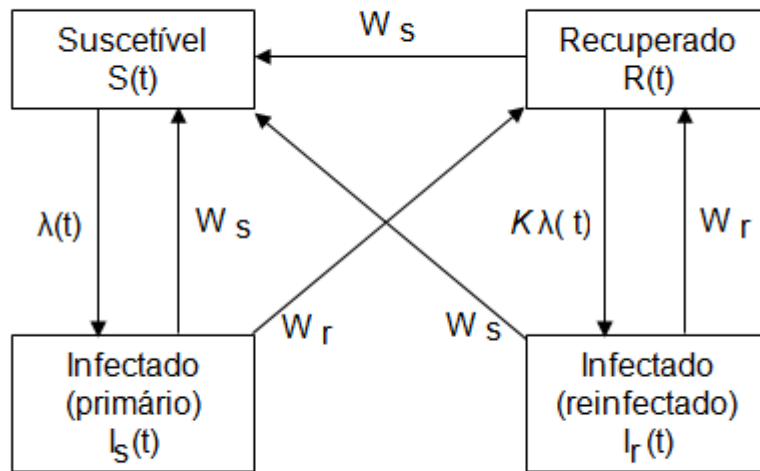 Suscetível
S(t)
W s
Recuperado
R(t)
λ(t)
W s
K λ( t)
W r
W r
W s
Infectado
(primário)
Is(t)
Infectado
(reinfectado)
Ir(t)